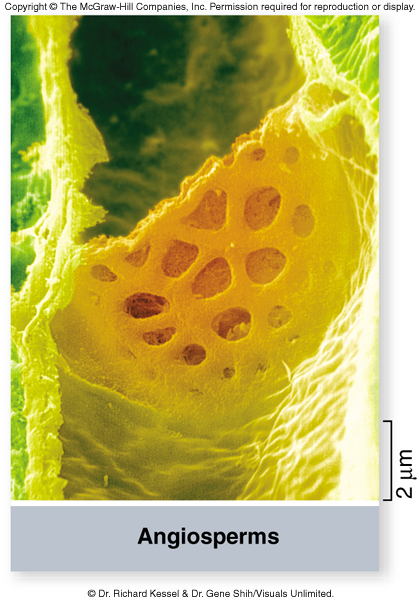 Copyright © The McGraw-Hill Companies, Inc. Permission required for reproduction or display.
2 μm
Angiosperms
© Dr. Richard Kessel & Dr. Gene Shih/Visuals Unlimited.